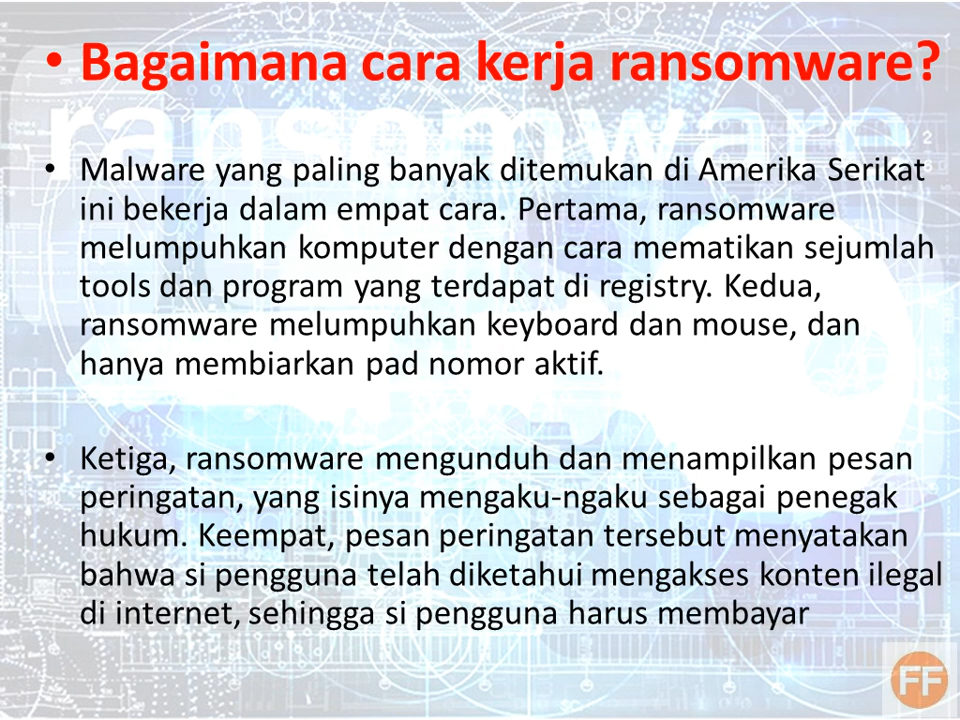 • Bagaimana cara kerja ransomware?
ransomware
• Malware yang paling banyak ditemukan di Amerika Serikat
ini bekerja dalam empat cara. Pertama, ransomware
melumpuhkan komputer dengan cara mematikan sejumlah
tools dan program yang terdapat di registry. Kedua,
ransomware melumpuhkan keyboard dan mouse, dan
hanya membiarkan pad nomor aktif.
• Ketiga, ransomware mengunduh dan menampilkan pesan
peringatan, yang isinya mengaku-ngaku sebagai penegak
hukum. Keempat, pesan peringatan tersebut menyatakan
bahwa si pengguna telah diketahui mengakses konten ilegal
di internet, sehingga si pengguna harus membayar
FF